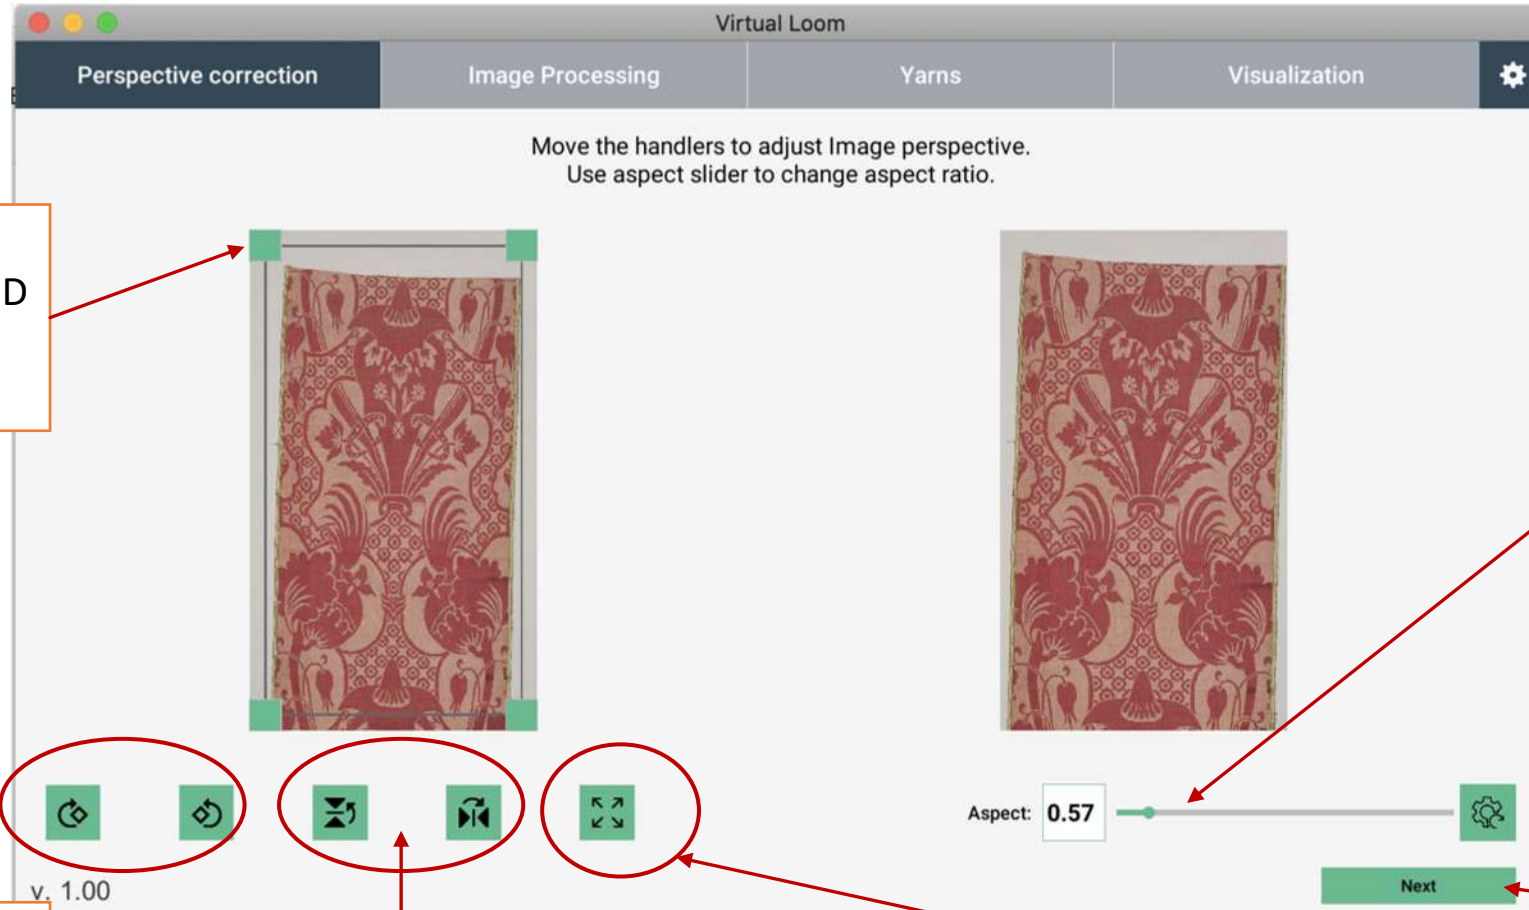 Virtual Loom
Perspective correction
Image Processing
Yarns
Visualization
Move the handlers to adjust Image perspective.
Use aspect slider to change aspect ratio.
D
Aspect: 0.57
v. 1.00
Next